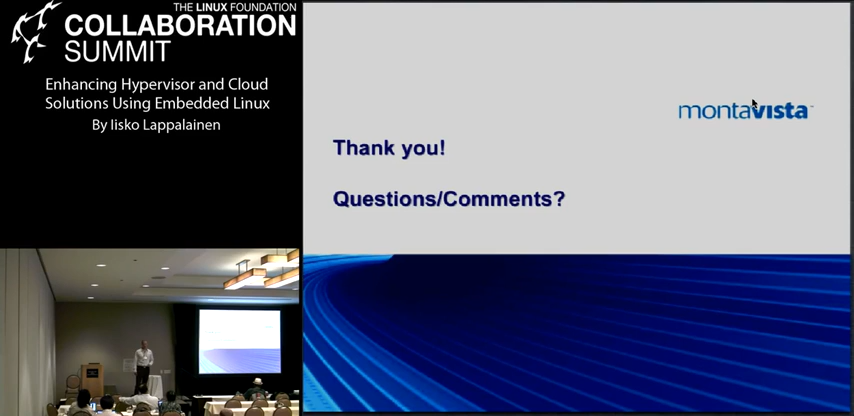 THE LINUX FOUNDATION
COLLABORATION
SUMMIT
Enhancing Hypervisor and Cloud
Solutions Using Embedded Linux
By Iisko Lappalainen
montavista
Thank you!
Questions/Comments?